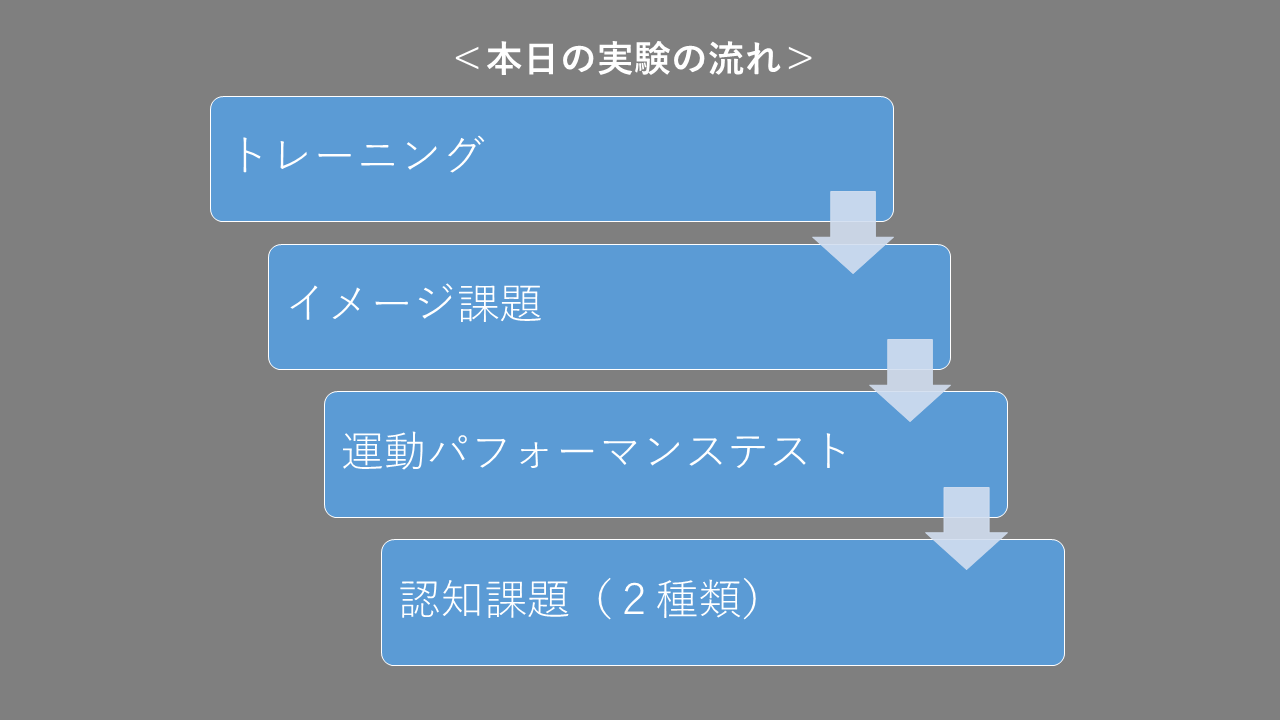 ＜本日の実験の流れ＞
トレーニング
イメージ課題
運動パフォーマンステスト
認知課題（２種類）